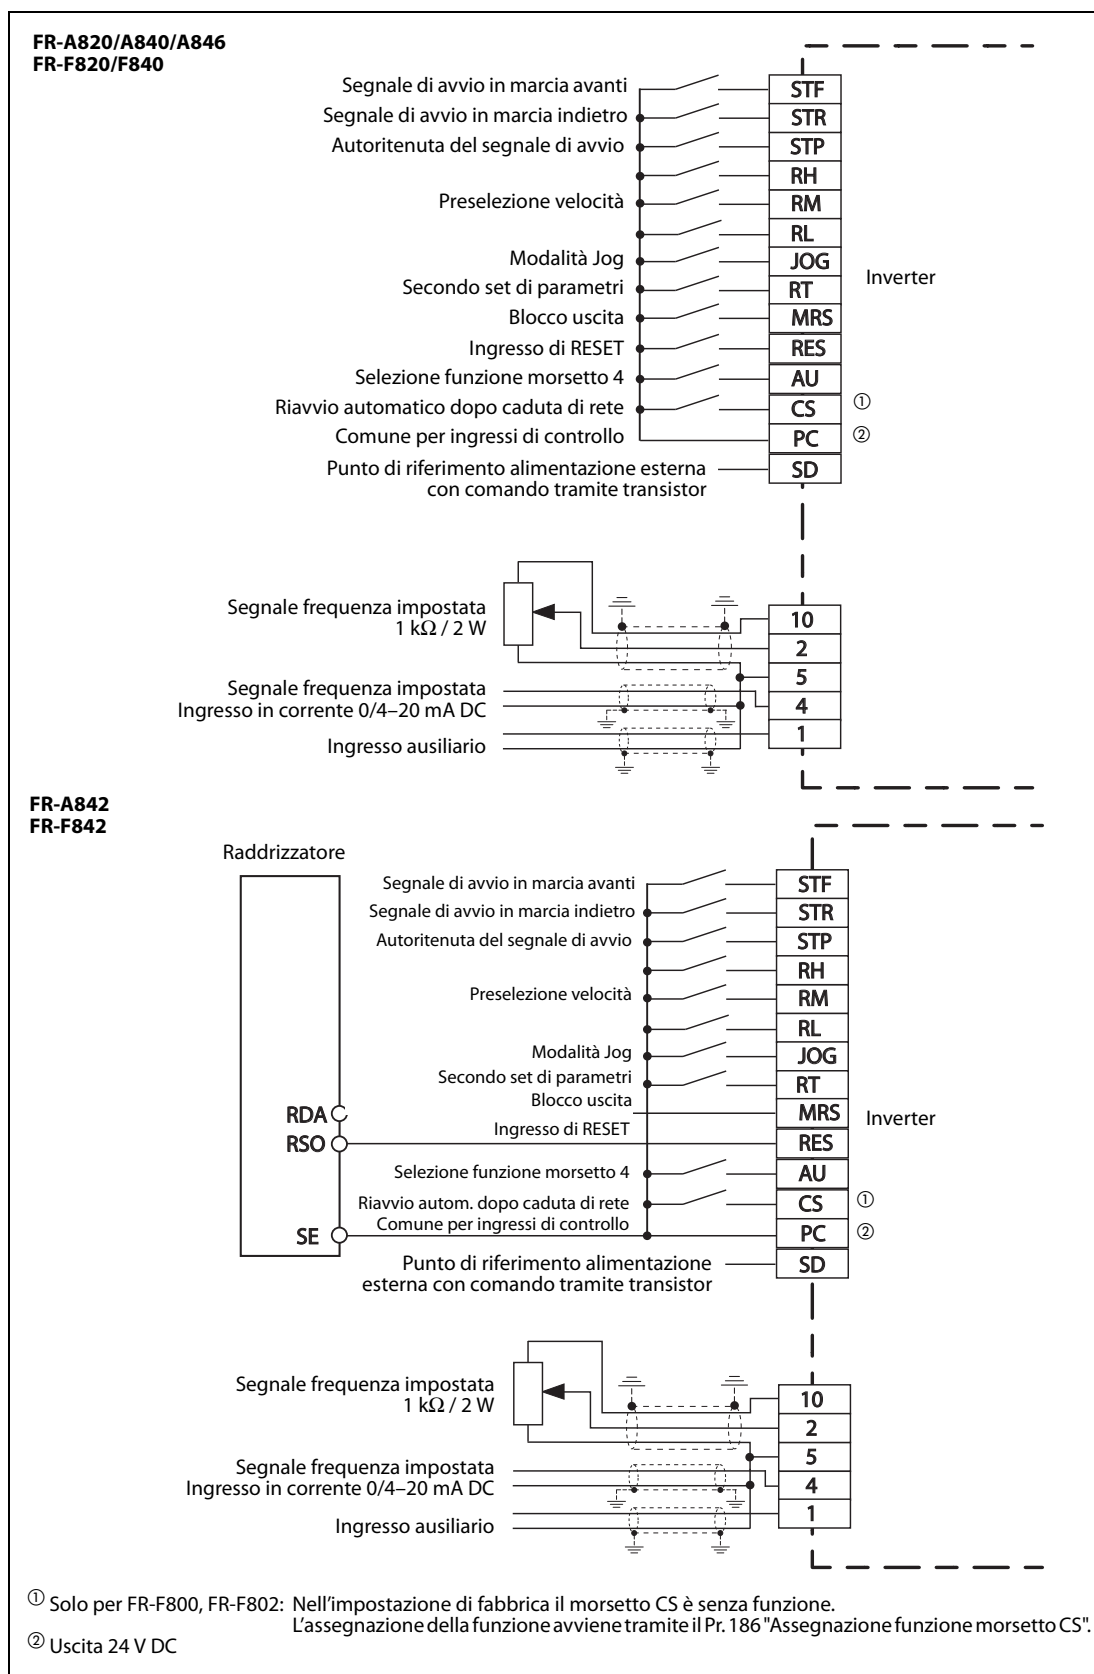 FR-A820/A840/A846
FR-F820/F840
Segnale di avvio in marcia avanti STF
Segnale di avvio in marcia indietro STR
Autoritenuta del segnale di avvio STP
RH
Preselezione velocità RM
RL
Modalità Jog JOG
Inverter
Secondo set di parametri RT
Blocco uscita MRS
Ingresso di RESET RES
Selezione funzione morsetto 4 AU
Riavvio automatico dopo caduta di rete CS ①
Comune per ingressi di controllo PC ②
Punto di riferimento alimentazione esterna SD
con comando tramite transistor
Segnale frequenza impostata 10
1 kΩ / 2 W
2
5
Segnale frequenza impostata
Ingresso in corrente 0/4–20 mA DC 4
1
Ingresso ausiliario
FR-A842
FR-F842
Raddrizzatore
Segnale di avvio in marcia avanti STF
Segnale di avvio in marcia indietro STR
Autoritenuta del segnale di avvio STP
RH
Preselezione velocità RM
RL
Modalità Jog JOG
Secondo set di parametri RT
Blocco uscita
RDA MRS Inverter
Ingresso di RESET
RSO RES
Selezione funzione morsetto 4 AU
Riavvio autom. dopo caduta di rete CS ①
Comune per ingressi di controllo
SE PC ②
Punto di riferimento alimentazione SD
esterna con comando tramite transistor
Segnale frequenza impostata 10
1 kΩ / 2 W
2
5
Segnale frequenza impostata
Ingresso in corrente 0/4–20 mA DC 4
1
Ingresso ausiliario
① Solo per FR-F800, FR-F802: Nell'impostazione di fabbrica il morsetto CS è senza funzione.
L'assegnazione della funzione avviene tramite il Pr. 186 "Assegnazione funzione morsetto CS".
② Uscita 24 V DC